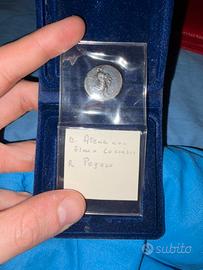 D. Atena con
elmo corinzio
R Pegaso
subito